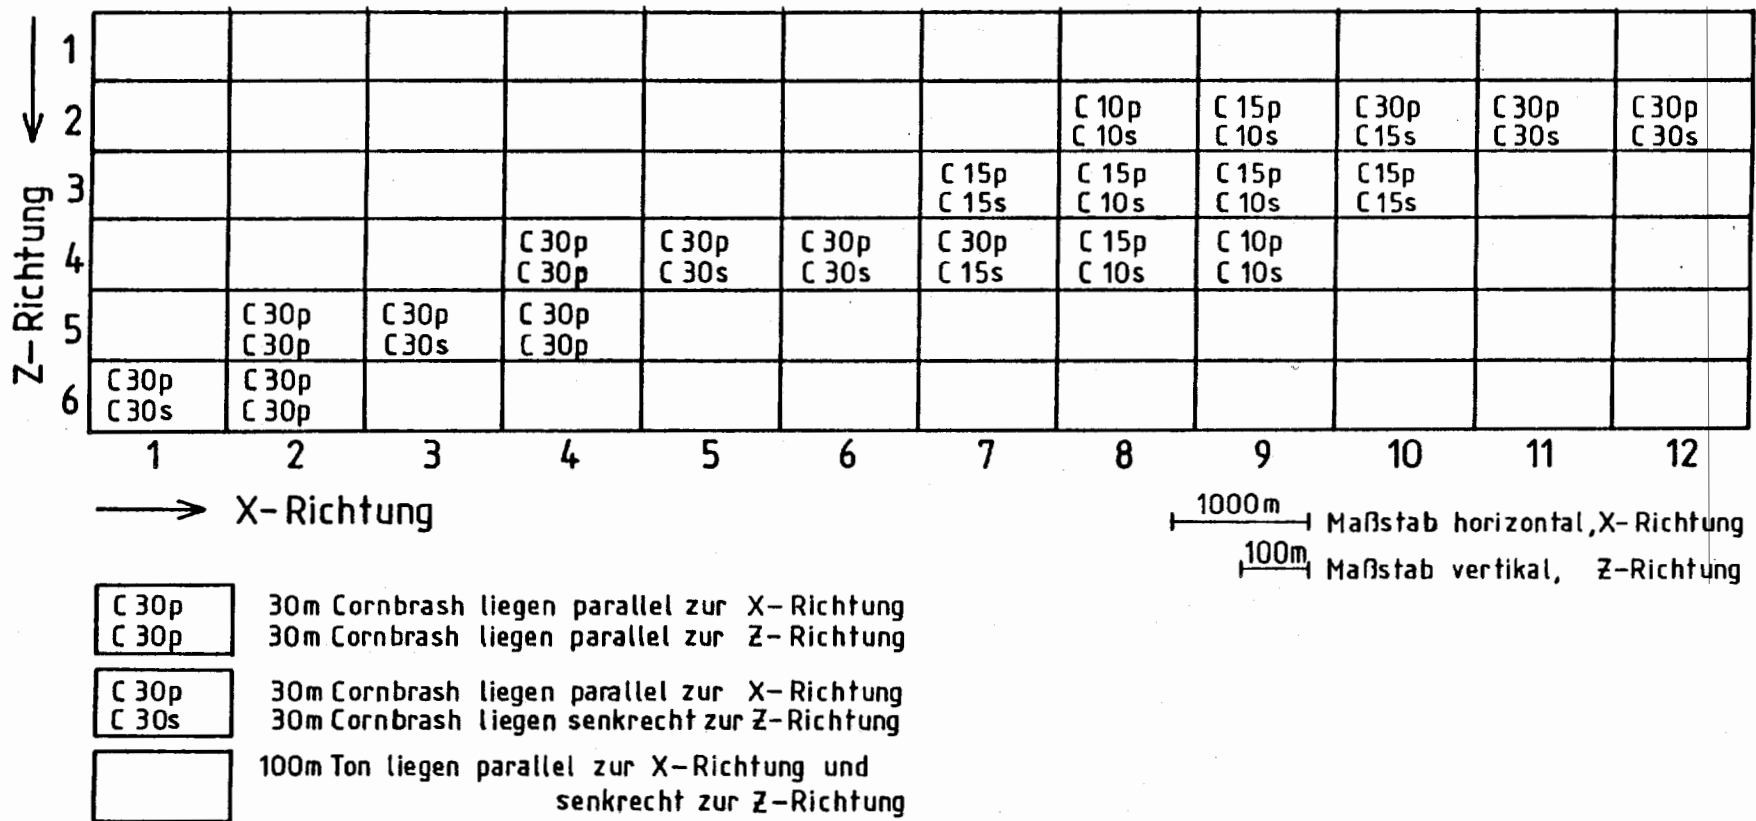 1
2 C 10p C 15p C 30p C 30p C 30p
C 10s C 10s C 15s C 30s C 30s
3 C 15p C 15p C 15p C 15p
C 15s C 10s C 10s C 15s
4 C 30p C 30p C 30p C 30p C 15p C 10p
C 30p C 30s C 30s C 15s C 10s C 10s
5 C 30p C 30p C 30p
C 30p C 30s C 30p
6 C 30p C 30p
C 30s C 30p
Z-Richtung
1 2 3 4 5 6 7 8 9 10 11 12
X-Richtung
1000m Maßstab horizontal, X-Richtung
100m Maßstab vertikal, Z-Richtung
C 30p 30m Cornbrash liegen parallel zur X-Richtung
C 30p 30m Cornbrash liegen parallel zur Z-Richtung
C 30p 30m Cornbrash liegen parallel zur X-Richtung
C 30s 30m Cornbrash liegen senkrecht zur Z-Richtung
100m Ton liegen parallel zur X-Richtung und
senkrecht zur Z-Richtung